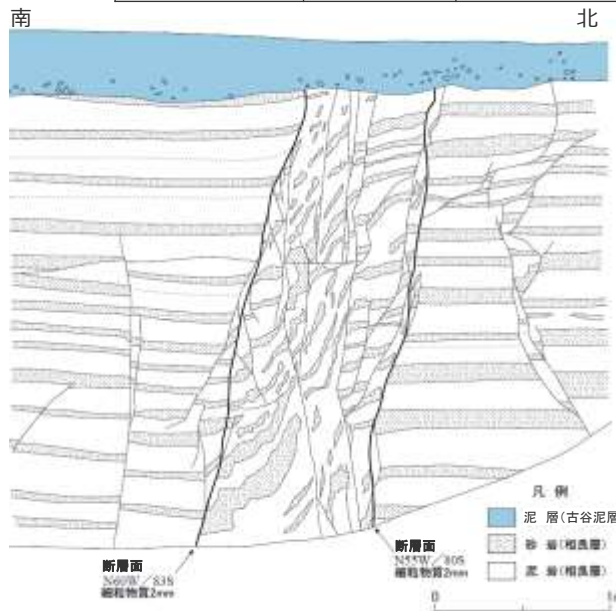 南
北
凡 例
泥 層(古谷泥層
砂 岩(相良層)
泥 岩(相良層)
断層面
N60W/83S
細粒物質2mm
断層面
N55W/80S
細粒物質2mm
0